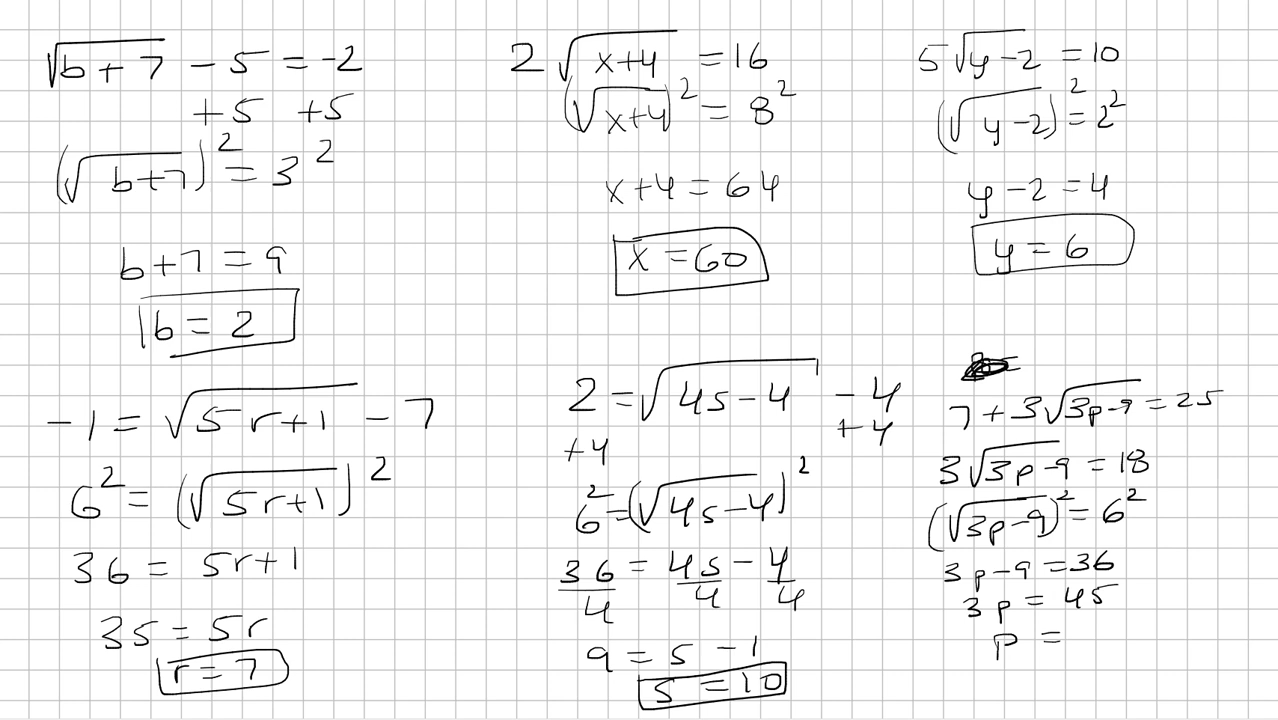 √(b+7) - 5 = -2
+5 +5
(√(b+7))² = 3²
b+7 = 9
b = 2
2√(x+4) = 16
(√(x+4))² = 8²
x+4 = 64
x = 60
5√(y-2) = 10
(√(y-2))² = 2²
y-2 = 4
y = 6
-1 = √(5r+1) - 7
6² = (√(5r+1))²
36 = 5r+1
35 = 5r
r = 7
2 = √(4s-4) - 4
+4 +4
6² = (√(4s-4))²
36/4 = 4s/4 - 4/4
9 = s - 1
s = 10
7 + 3√(3p-9) = 25
3√(3p-9) = 18
(√(3p-9))² = 6²
3p-9 = 36
3p = 45
p =